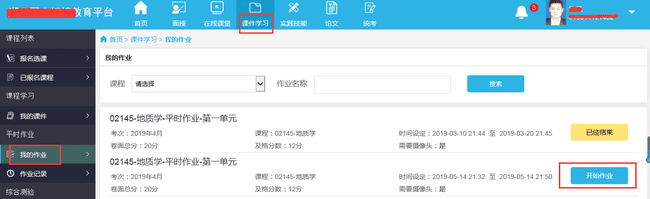 教育平台
首页
面授
在线课堂
课件学习
实践技能
论文
统考
3
课程列表
报名选课
已报名课程
课程学习
我的课件
平时作业
我的作业
作业记录
综合测验
首页 > 课件学习 > 我的作业
我的作业
课程 请选择 作业名称 搜索
02145-地质学-平时作业-第一单元
考次：2019年4月 课程：02145-地质学 时间设定：2019-03-10 21:44 至 2019-03-20 21:45
卷面总分：20分 及格分数：12分 需要摄像头：是
已经结束
02145-地质学-平时作业-第一单元
考次：2019年4月 课程：02145-地质学 时间设定：2019-05-14 21:32 至 2019-05-14 21:50
卷面总分：20分 及格分数：12分 需要摄像头：是
开始作业